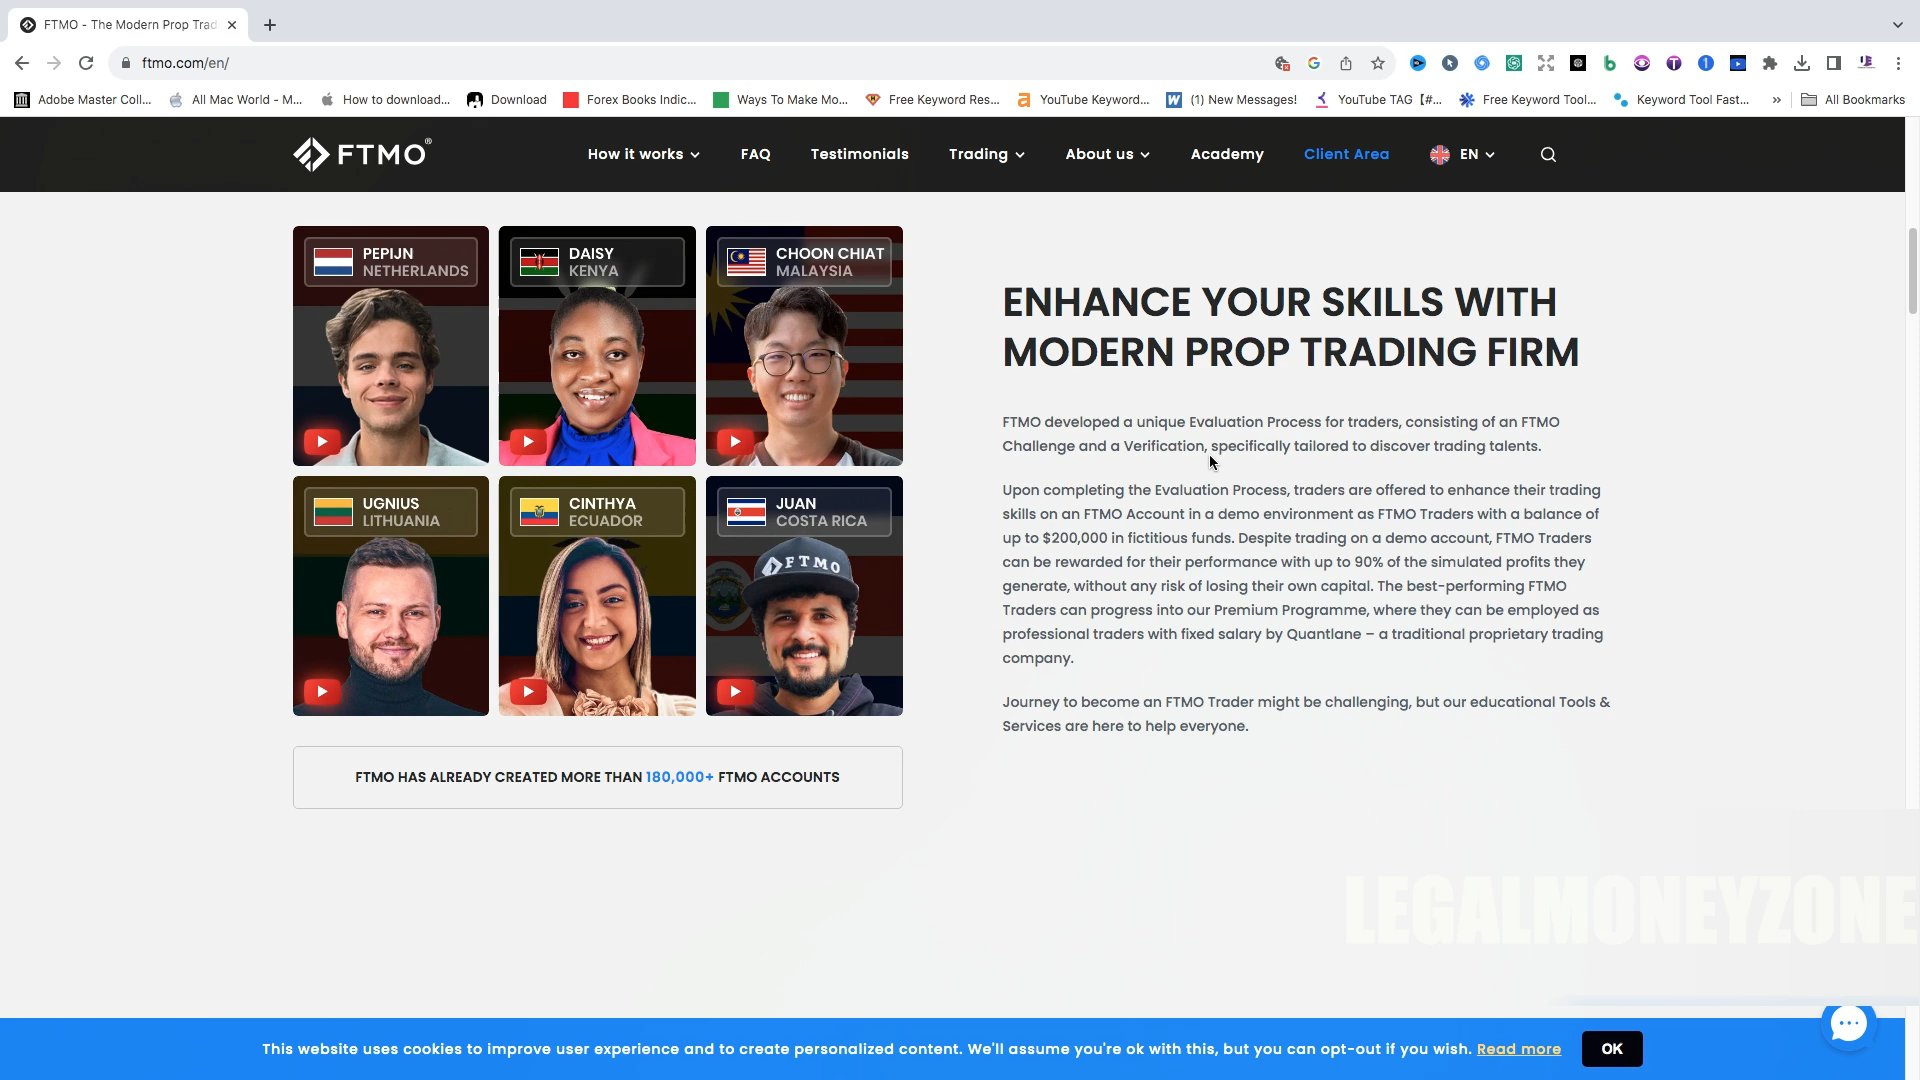 FTMO - The Modern Prop Trad
ftmo.com/en/
Adobe Master Coll...
All Mac World - M...
How to download...
Download
Forex Books Indic...
Ways To Make Mo...
Free Keyword Res...
YouTube Keyword...
(1) New Messages!
YouTube TAG【#...
Free Keyword Tool...
Keyword Tool Fast...
»
All Bookmarks
FTMO®
How it works
FAQ
Testimonials
Trading
About us
Academy
Client Area
EN
PEPIJN
NETHERLANDS
DAISY
KENYA
CHOON CHIAT
MALAYSIA
UGNIUS
LITHUANIA
CINTHYA
ECUADOR
JUAN
COSTA RICA
FTMO
FTMO HAS ALREADY CREATED MORE THAN 180,000+ FTMO ACCOUNTS
ENHANCE YOUR SKILLS WITH
MODERN PROP TRADING FIRM
FTMO developed a unique Evaluation Process for traders, consisting of an FTMO
Challenge and a Verification, specifically tailored to discover trading talents.
Upon completing the Evaluation Process, traders are offered to enhance their trading
skills on an FTMO Account in a demo environment as FTMO Traders with a balance of
up to $200,000 in fictitious funds. Despite trading on a demo account, FTMO Traders
can be rewarded for their performance with up to 90% of the simulated profits they
generate, without any risk of losing their own capital. The best-performing FTMO
Traders can progress into our Premium Programme, where they can be employed as
professional traders with fixed salary by Quantlane – a traditional proprietary trading
company.
Journey to become an FTMO Trader might be challenging, but our educational Tools &
Services are here to help everyone.
LEGALMONEYZONE
This website uses cookies to improve user experience and to create personalized content. We'll assume you're ok with this, but you can opt-out if you wish. Read more
OK